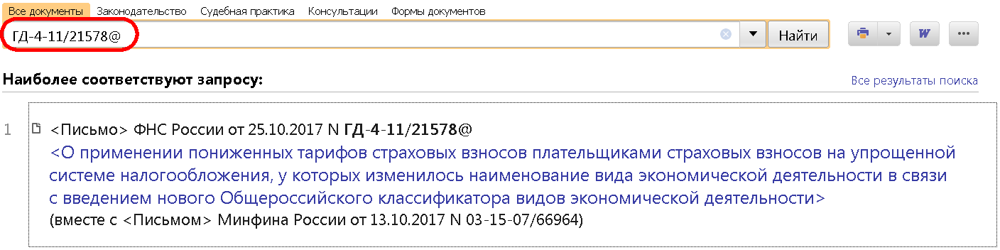 Все документы Законодательство Судебная практика Консультации Формы документов
ГД-4-11/21578@ Найти W
Наиболее соответствуют запросу: Все результаты поиска
1 <Письмо> ФНС России от 25.10.2017 N ГД-4-11/21578@
<О применении пониженных тарифов страховых взносов плательщиками страховых взносов на упрощенной
системе налогообложения, у которых изменилось наименование вида экономической деятельности в связи
с введением нового Общероссийского классификатора видов экономической деятельности>
(вместе с <Письмом> Минфина России от 13.10.2017 N 03-15-07/66964)